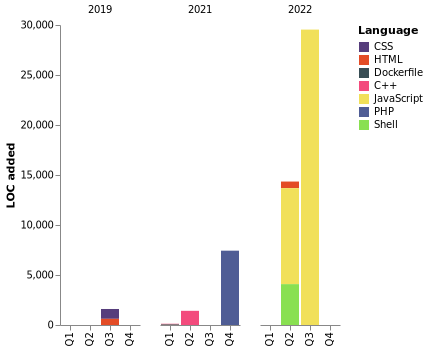 2019 2021 2022
LOC added
30,000
25,000
20,000
15,000
10,000
5,000
0
Q1 Q2 Q3 Q4 Q1 Q2 Q3 Q4 Q1 Q2 Q3 Q4
Language
CSS
HTML
Dockerfile
C++
JavaScript
PHP
Shell